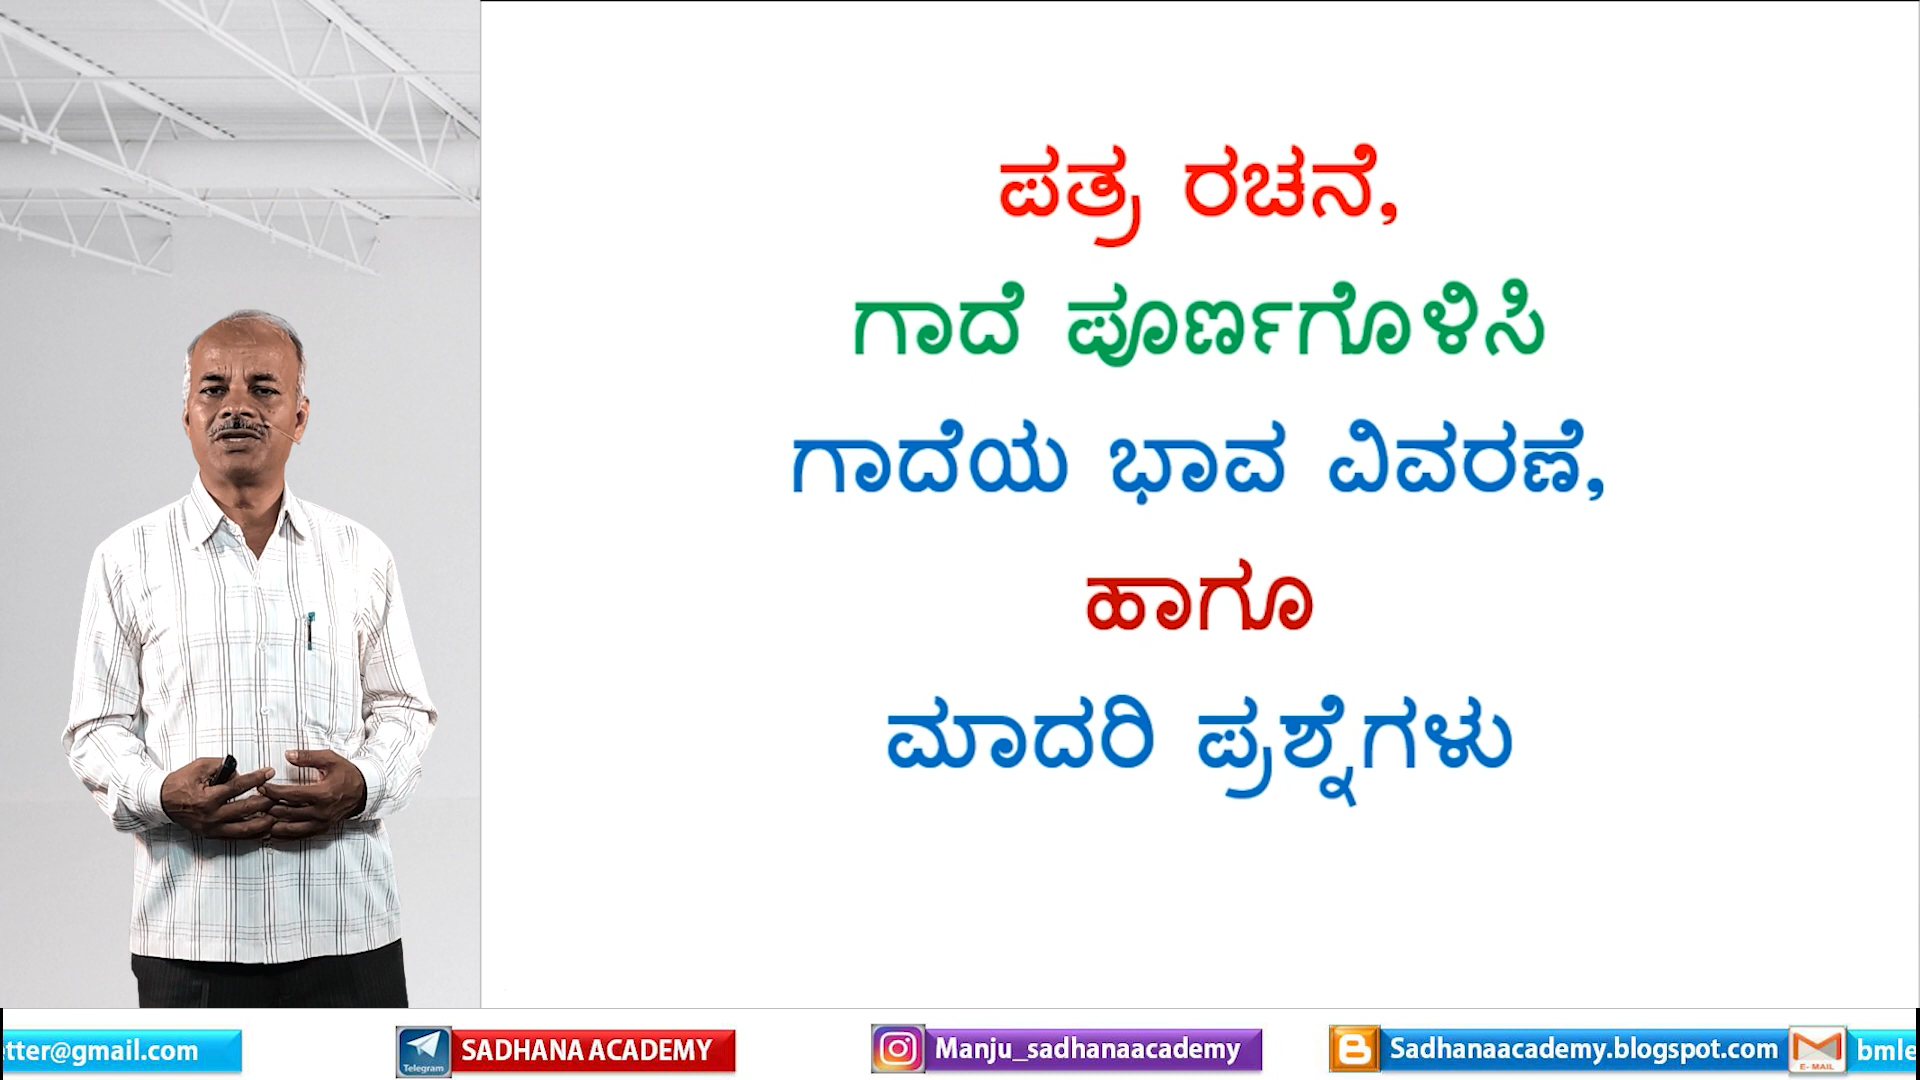 ಪತ್ರ ರಚನೆ,
ಗಾದೆ ಪೂರ್ಣಗೊಳಿಸಿ
ಗಾದೆಯ ಭಾವ ವಿವರಣೆ,
ಹಾಗೂ
ಮಾದರಿ ಪ್ರಶ್ನೆಗಳು
tter@gmail.com Telegram SADHANA ACADEMY Manju_sadhanaacademy Sadhanaacademy.blogspot.com E-MAIL bmle